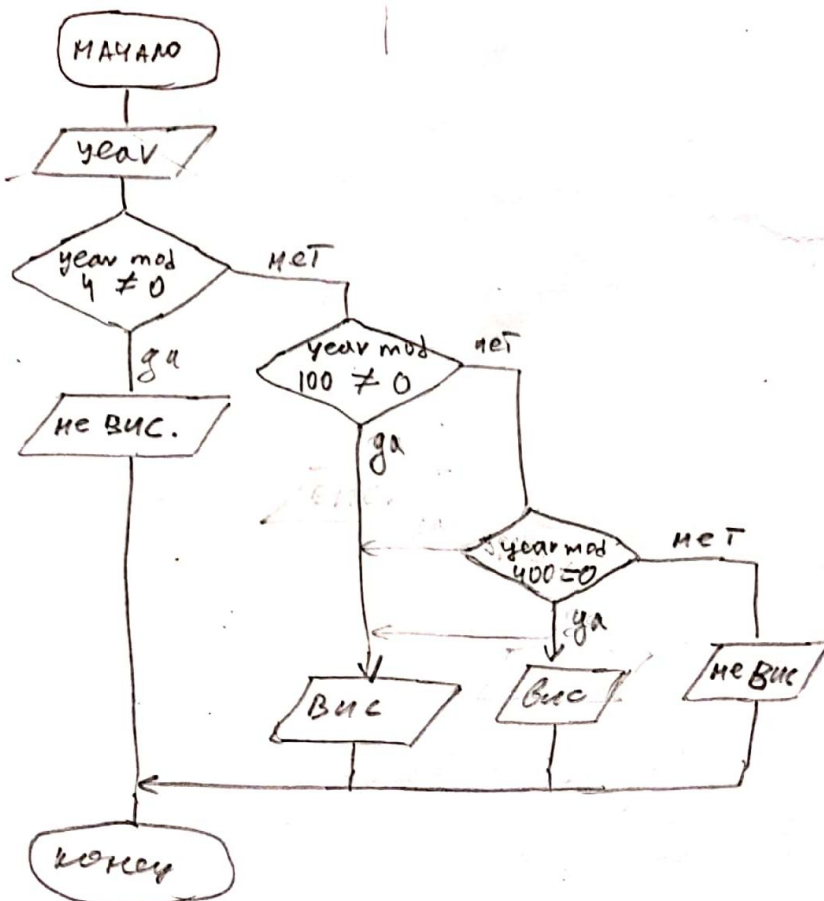 НАЧАЛО
year
year mod
4 ≠ 0
нет
да
не вис.
year mod
100 ≠ 0
нет
да
year mod
400=0
нет
да
вис
вис
не вис
конец